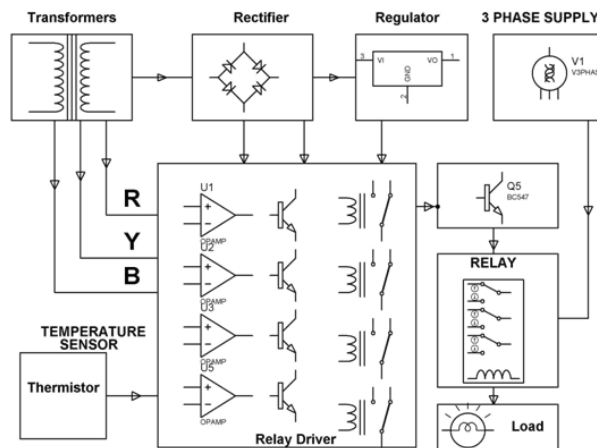 Transformers
Rectifier
Regulator
3 PHASE SUPPLY
3
VI
VO
1
GND
2
V1
V3PHASE
R
Y
B
U1
OPAMP
U2
OPAMP
U3
OPAMP
U5
OPAMP
Q5
BC547
RELAY
TEMPERATURE
SENSOR
Thermistor
Relay Driver
Load